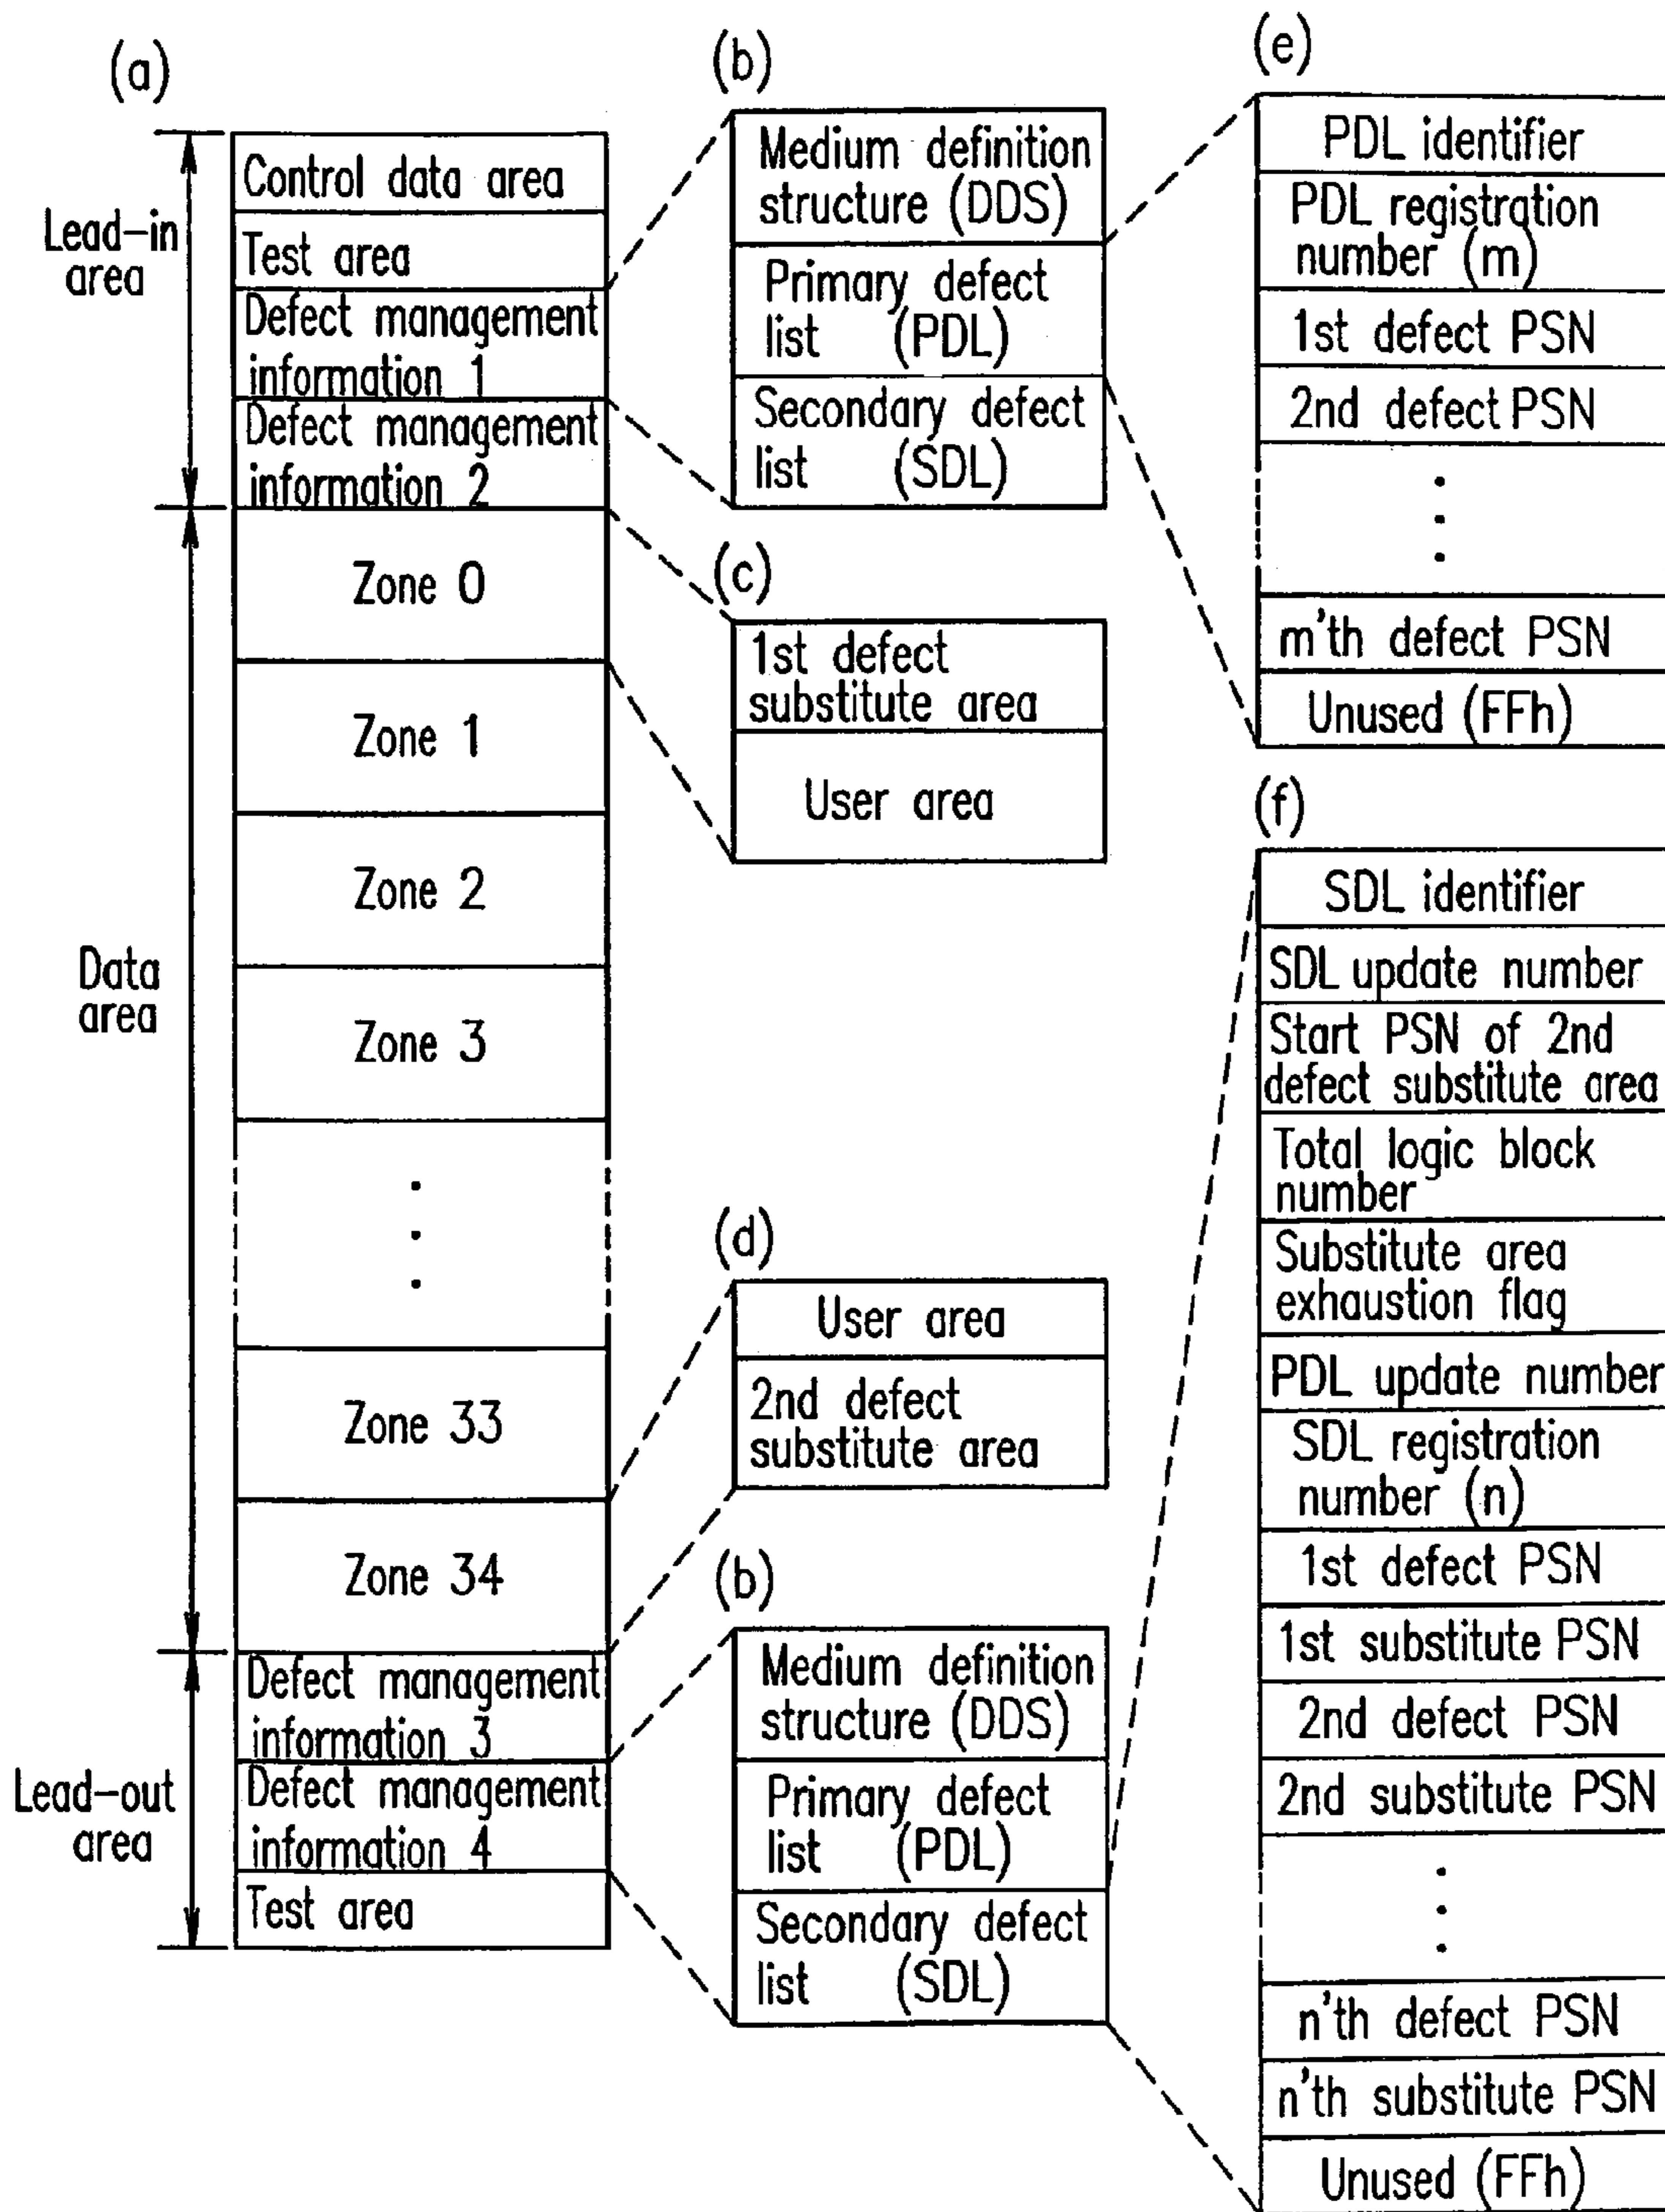 (a)
Lead-in
area
Data
area
Lead-out
area
Control data area
Test area
Defect management
information 1
Defect management
information 2
Zone 0
Zone 1
Zone 2
Zone 3
Zone 33
Zone 34
Defect management
information 3
Defect management
information 4
Test area
(b)
Medium definition
structure (DDS)
Primary defect
list (PDL)
Secondary defect
list (SDL)
(c)
1st defect
substitute area
User area
(d)
User area
2nd defect
substitute area
(b)
Medium definition
structure (DDS)
Primary defect
list (PDL)
Secondary defect
list (SDL)
(e)
PDL identifier
PDL registration
number (m)
1st defect PSN
2nd defect PSN
m'th defect PSN
Unused (FFh)
(f)
SDL identifier
SDL update number
Start PSN of 2nd
defect substitute area
Total logic block
number
Substitute area
exhaustion flag
PDL update number
SDL registration
number (n)
1st defect PSN
1st substitute PSN
2nd defect PSN
2nd substitute PSN
n'th defect PSN
n'th substitute PSN
Unused (FFh)